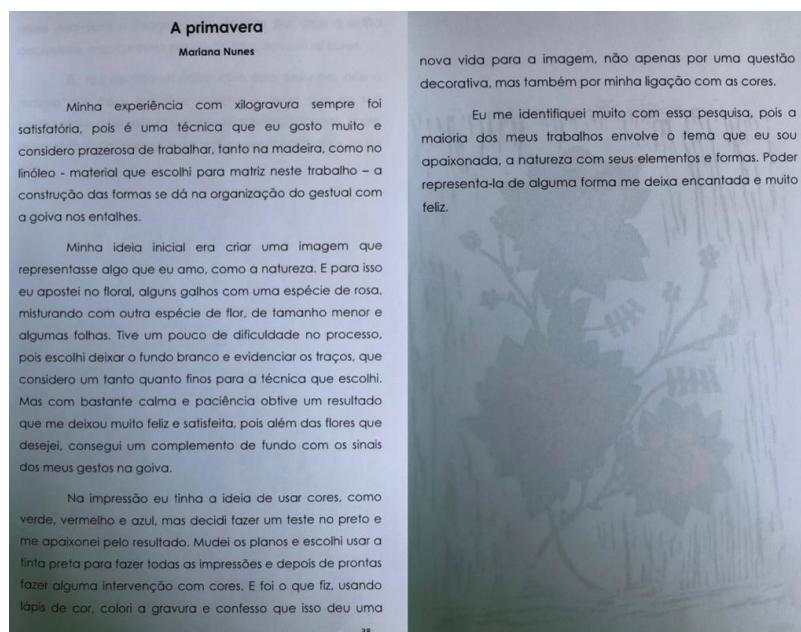 A primavera
Mariana Nunes
Minha experiência com xilogravura sempre foi
satisfatória, pois é uma técnica que eu gosto muito e
considero prazerosa de trabalhar, tanto na madeira, como no
linóleo - material que escolhi para matriz neste trabalho – a
construção das formas se dá na organização do gestual com
a goiva nos entalhes.
Minha ideia inicial era criar uma imagem que
representasse algo que eu amo, como a natureza. E para isso
eu apostei no floral, alguns galhos com uma espécie de rosa,
misturando com outra espécie de flor, de tamanho menor e
algumas folhas. Tive um pouco de dificuldade no processo,
pois escolhi deixar o fundo branco e evidenciar os traços, que
considero um tanto quanto finos para a técnica que escolhi.
Mas com bastante calma e paciência obtive um resultado
que me deixou muito feliz e satisfeita, pois além das flores que
desejei, consegui um complemento de fundo com os sinais
dos meus gestos na goiva.
Na impressão eu tinha a ideia de usar cores, como
verde, vermelho e azul, mas decidi fazer um teste no preto e
me apaixonei pelo resultado. Mudei os planos e escolhi usar a
tinta preta para fazer todas as impressões e depois de prontas
fazer alguma intervenção com cores. E foi o que fiz, usando
lápis de cor, colori a gravura e confesso que isso deu uma
nova vida para a imagem, não apenas por uma questão
decorativa, mas também por minha ligação com as cores.
Eu me identifiquei muito com essa pesquisa, pois a
maioria dos meus trabalhos envolve o tema que eu sou
apaixonada, a natureza com seus elementos e formas. Poder
representa-la de alguma forma me deixa encantada e muito
feliz.